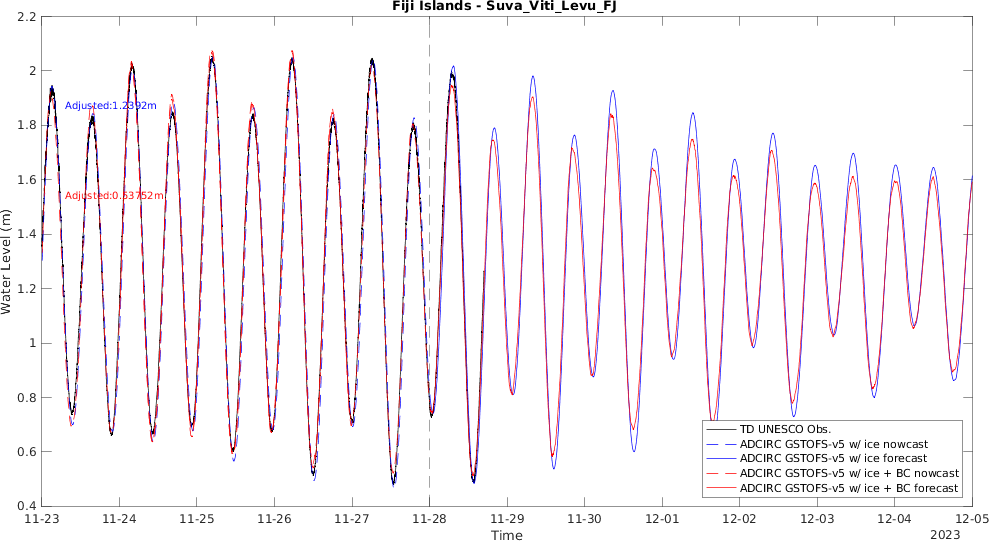 Fiji Islands - Suva_Viti_Levu_FJ
2.2
2
1.8
1.6
1.4
1.2
1
0.8
0.6
0.4
Water Level (m)
Adjusted:1.2392m
Adjusted:0.53752m
TD UNESCO Obs.
ADCIRC GSTOFS-v5 w/ ice nowcast
ADCIRC GSTOFS-v5 w/ ice forecast
ADCIRC GSTOFS-v5 w/ ice + BC nowcast
ADCIRC GSTOFS-v5 w/ ice + BC forecast
11-23 11-24 11-25 11-26 11-27 11-28 11-29 11-30 12-01 12-02 12-03 12-04 12-05
Time
2023